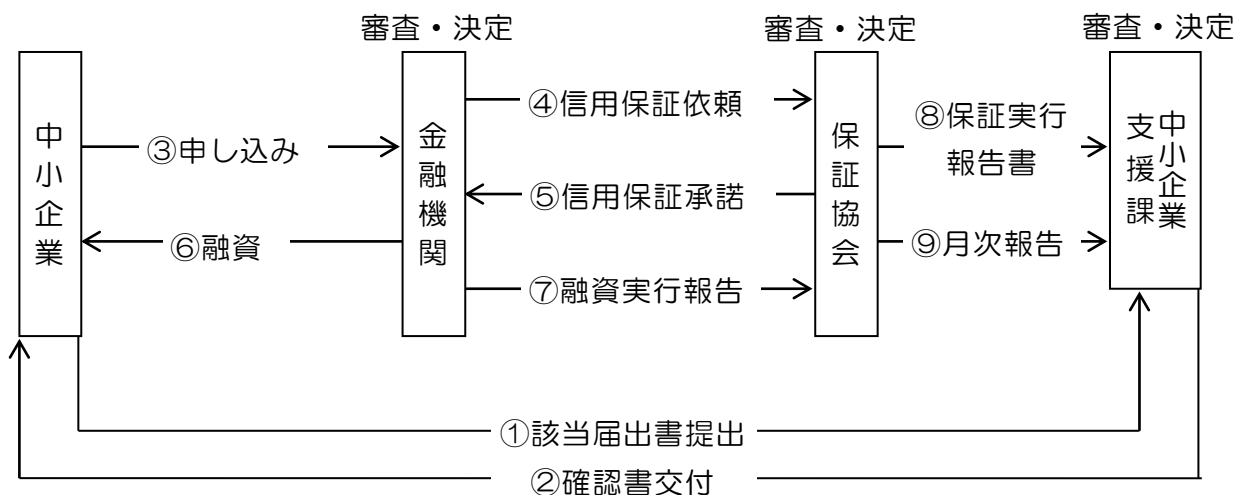 審査・決定
審査・決定
審査・決定
中小企業
金融機関
保証協会
中小企業
支援課
③申し込み
⑥融資
④信用保証依頼
⑤信用保証承諾
⑦融資実行報告
⑧保証実行
報告書
⑨月次報告
①該当届出書提出
②確認書交付